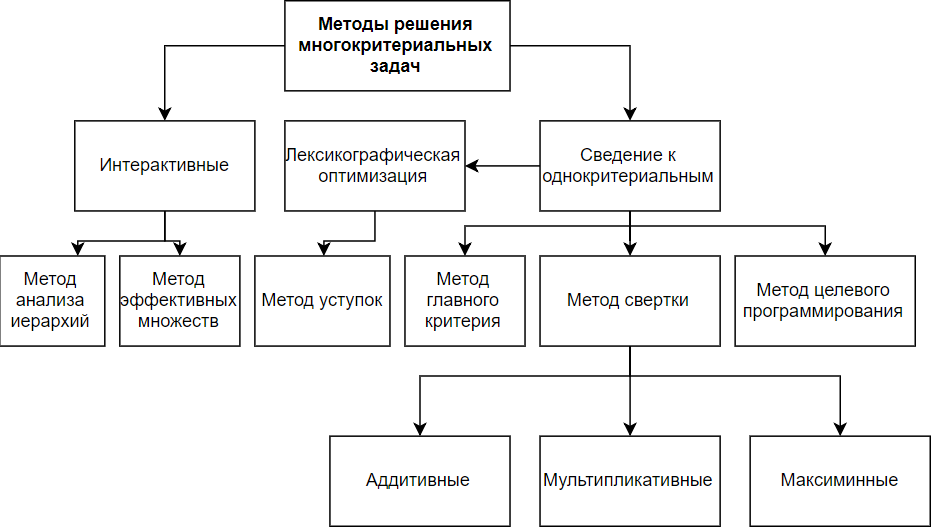 Методы решения
многокритериальных
задач
Интерактивные
Лексикографическая
оптимизация
Сведение к
однокритериальным
Метод
анализа
иерархий
Метод
эффективных
множеств
Метод уступок
Метод
главного
критерия
Метод свертки
Метод целевого
программирования
Аддитивные
Мультипликативные
Максиминные